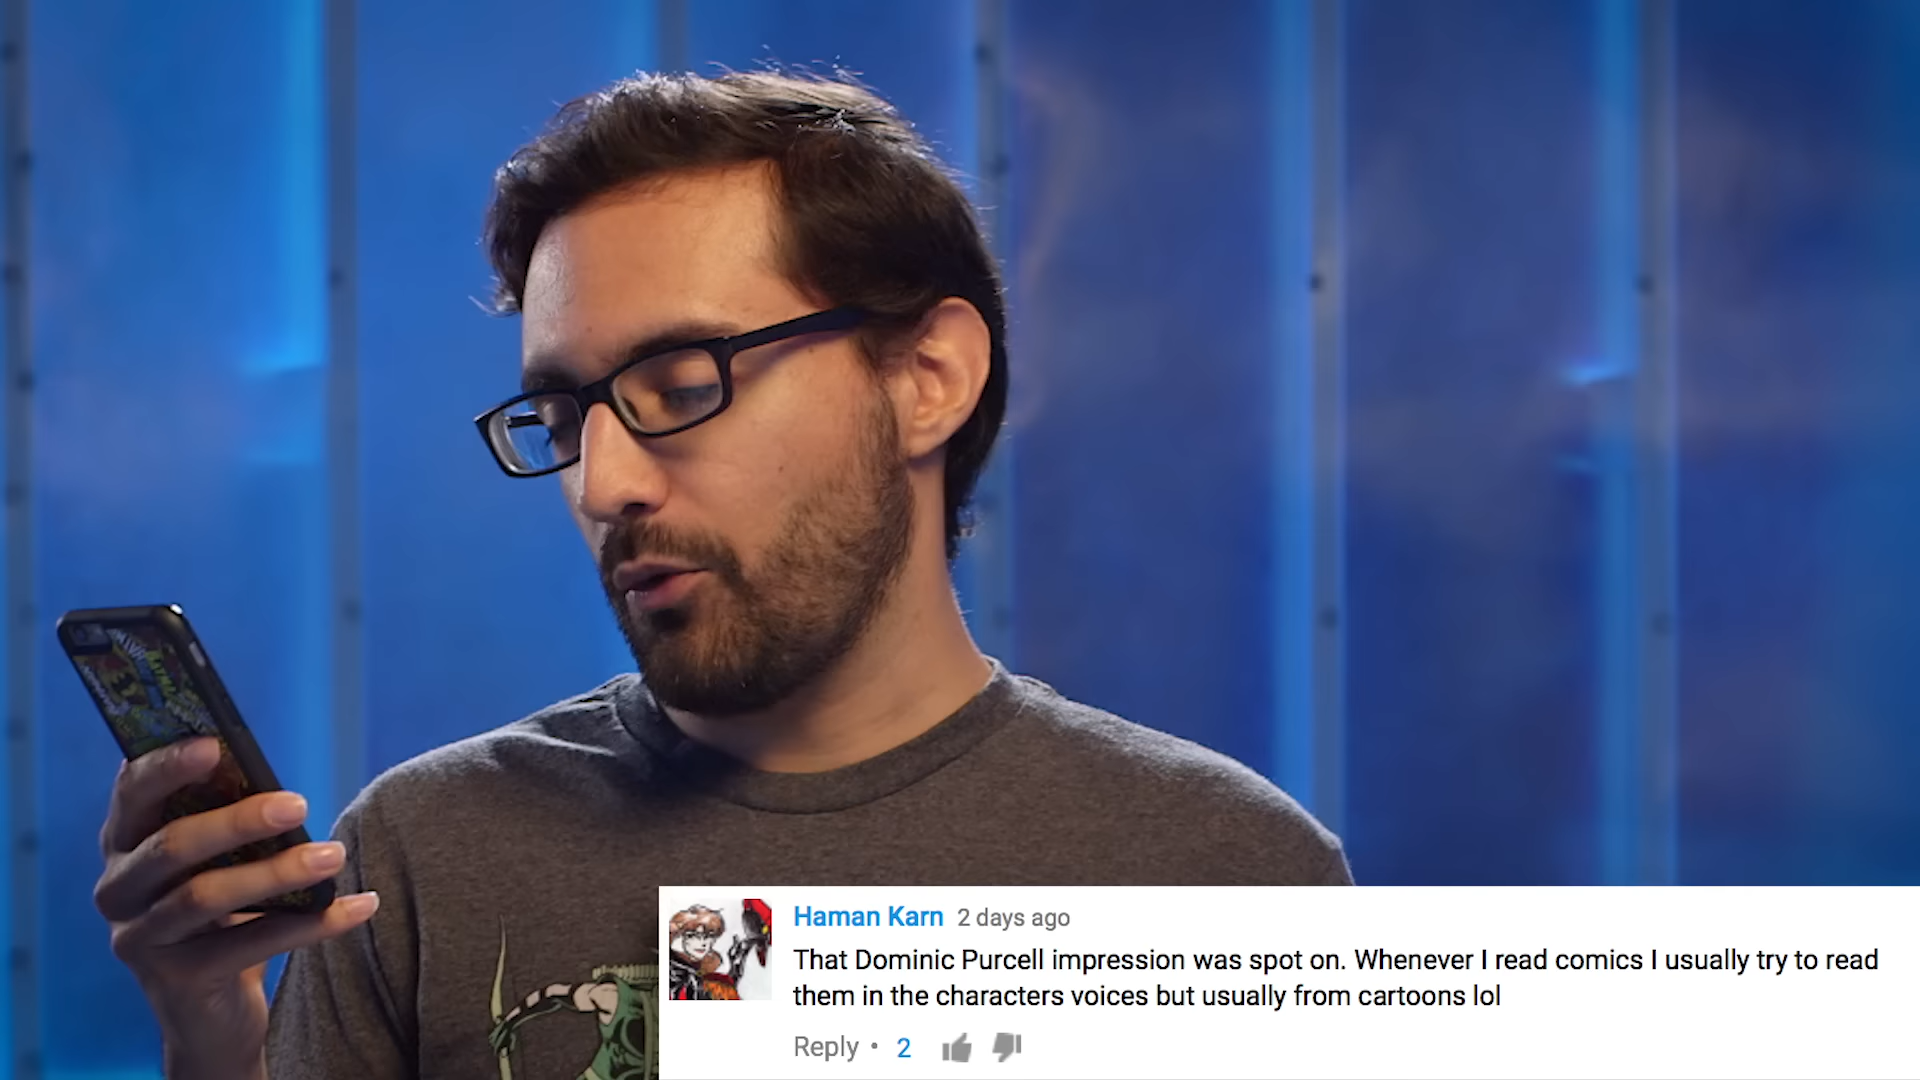 Haman Karn 2 days ago
That Dominic Purcell impression was spot on. Whenever I read comics I usually try to read
them in the characters voices but usually from cartoons lol
Reply • 2